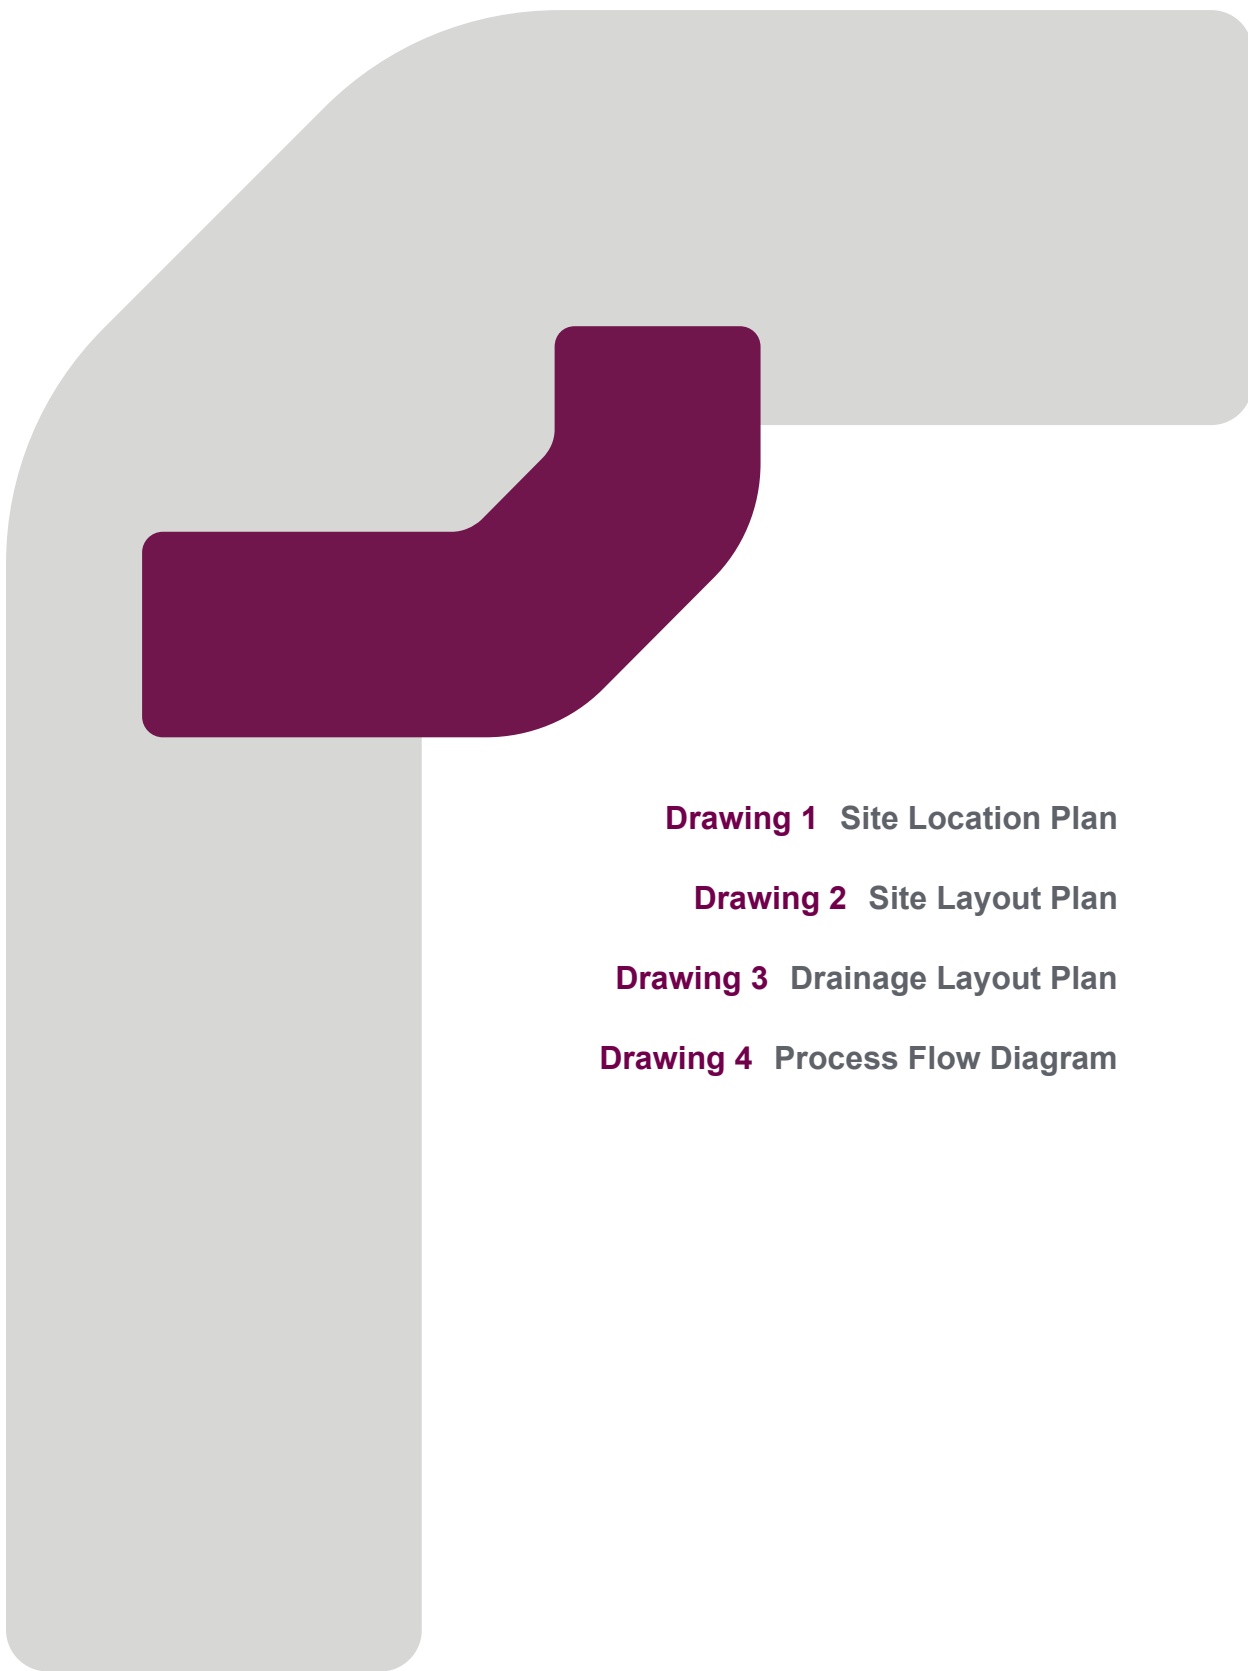 Drawing 1 Site Location Plan
Drawing 2 Site Layout Plan
Drawing 3 Drainage Layout Plan
Drawing 4 Process Flow Diagram